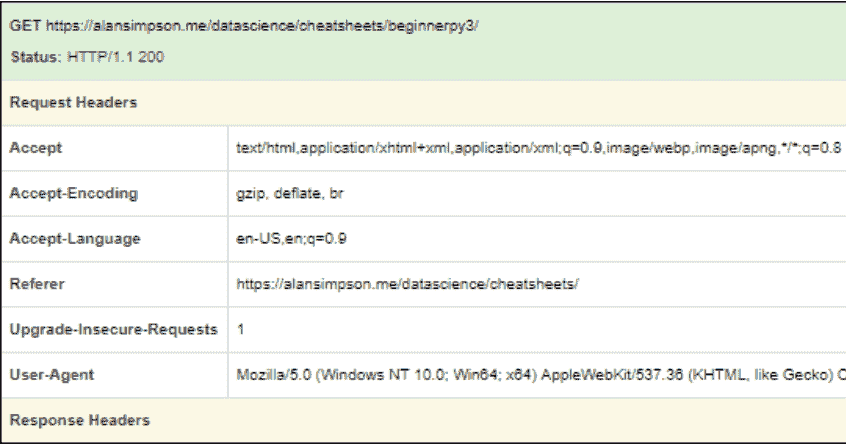 GET https://alansimpson.me/datascience/cheatsheets/beginnerpy3/
Status: HTTP/1.1 200
Request Headers
Accept text/html,application/xhtml+xml,application/xml;q=0.9,image/webp,image/apng,*/*;q=0.8
Accept-Encoding gzip, deflate, br
Accept-Language en-US,en;q=0.9
Referer https://alansimpson.me/datascience/cheatsheets/
Upgrade-Insecure-Requests 1
User-Agent Mozilla/5.0 (Windows NT 10.0; Win64; x64) AppleWebKit/537.36 (KHTML, like Gecko)
Response Headers